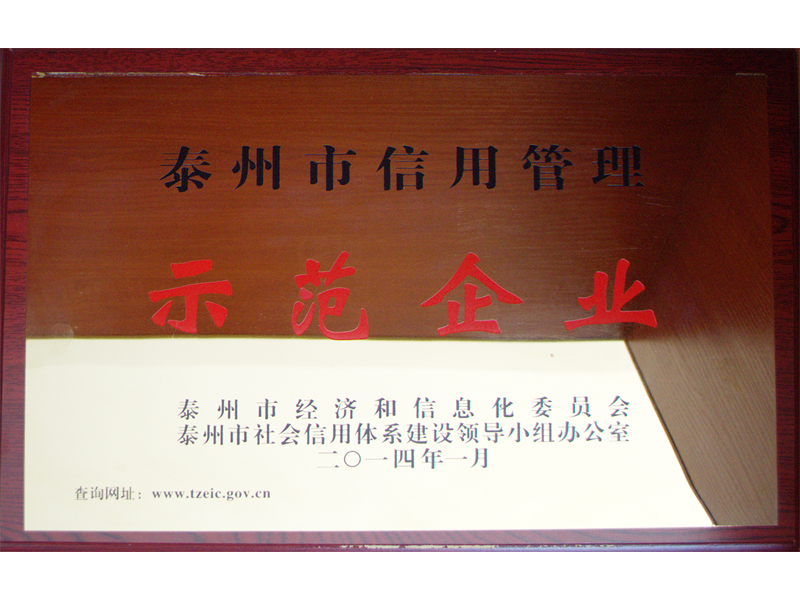 泰州市信用管理
示范企业
泰州市经济和信息化委员会
泰州市社会信用体系建设领导小组办公室
二〇一四年一月
查询网址：www.tzeic.gov.cn